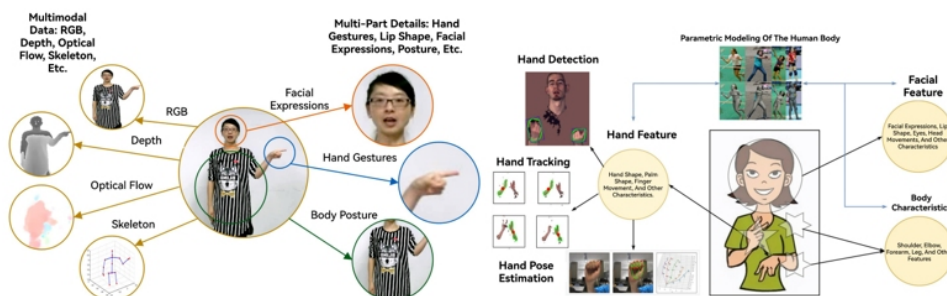 Multimodal
Data: RGB,
Depth, Optical
Flow, Skeleton,
Etc.
RGB
Depth
Optical Flow
Skeleton
Multi-Part Details: Hand
Gestures, Lip Shape, Facial
Expressions, Posture, Etc.
Facial
Expressions
Hand Gestures
Body Posture
Parametric Modeling Of The Human Body
Hand Detection
Hand Feature
Hand Shape, Palm
Shape, Finger
Movement, And Other
Characteristics.
Hand Tracking
Hand Pose
Estimation
Facial
Feature
Facial Expressions, Lip
Shape, Eyes, Head
Movements, And Other
Characteristics
Body
Characteristic
Shoulder, Elbow,
Forearm, Leg, And Other
Features